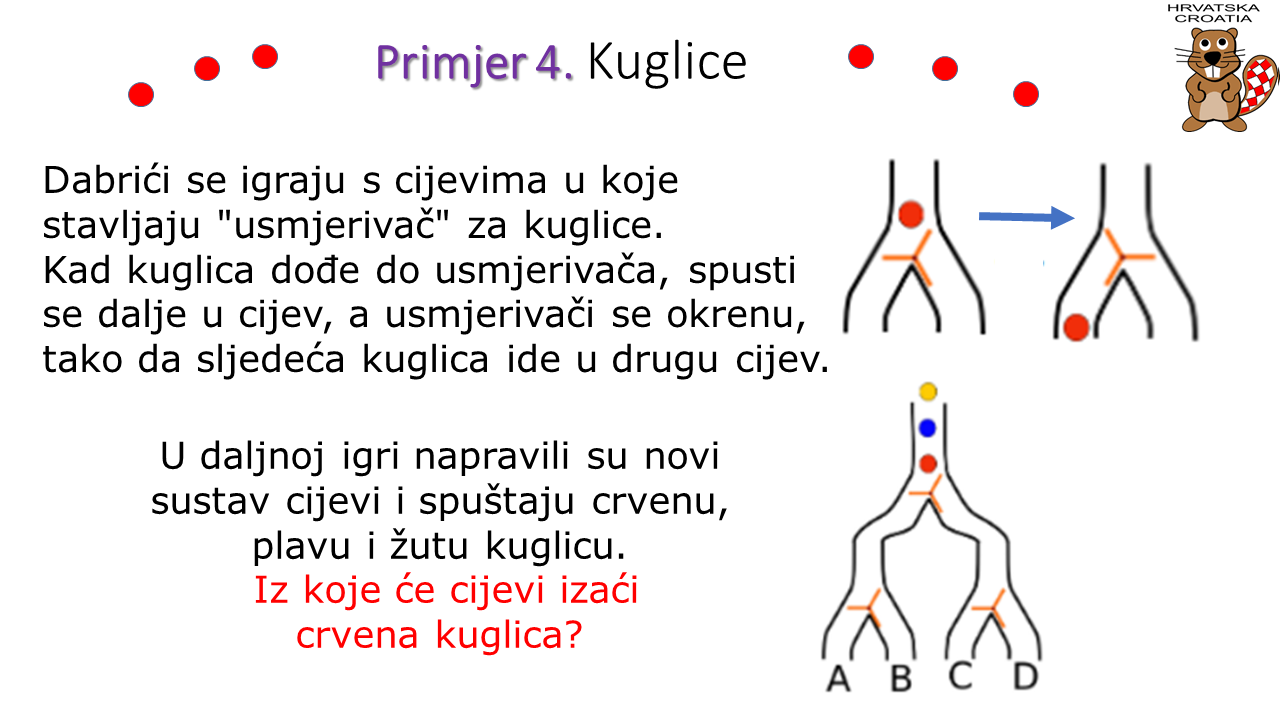 HRVATSKA
CROATIA
Primjer 4. Kuglice
Dabrići se igraju s cijevima u koje
stavljaju "usmjerivač" za kuglice.
Kad kuglica dođe do usmjerivača, spusti
se dalje u cijev, a usmjerivači se okrenu,
tako da sljedeća kuglica ide u drugu cijev.
U daljnoj igri napravili su novi
sustav cijevi i spuštaju crvenu,
plavu i žutu kuglicu.
Iz koje će cijevi izaći
crvena kuglica?
A B C D